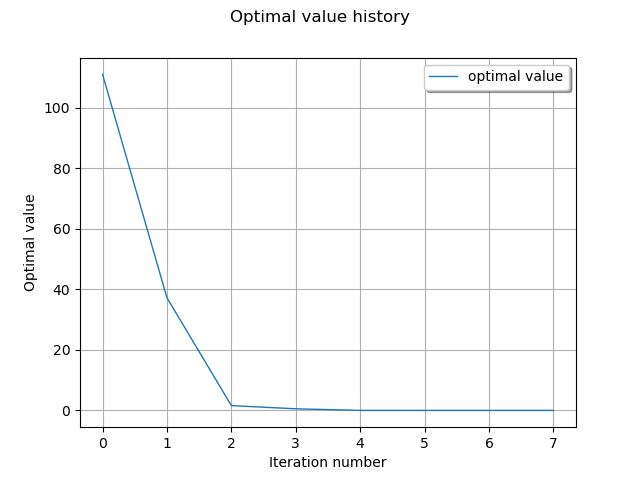 Optimal value history
optimal value
100
80
60
40
20
0
Optimal value
0 1 2 3 4 5 6 7
Iteration number